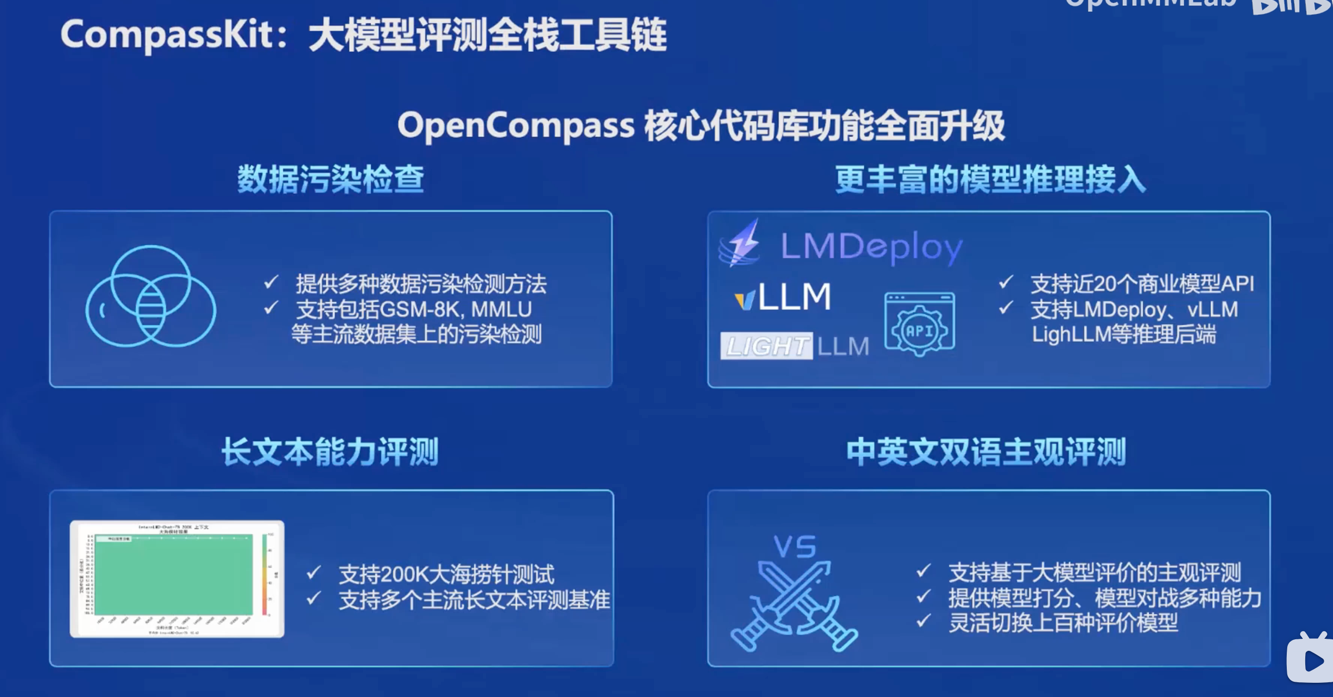 OpenMMLab
CompassKit：大模型评测全栈工具链
OpenCompass 核心代码库功能全面升级
数据污染检查
✓ 提供多种数据污染检测方法
✓ 支持包括GSM-8K, MMLU
等主流数据集上的污染检测
更丰富的模型推理接入
LMDeploy
vLLM
LIGHTLLM
API
✓ 支持近20个商业模型API
✓ 支持LMDeploy、vLLM
LighLLM等推理后端
长文本能力评测
✓ 支持200K大海捞针测试
✓ 支持多个主流长文本评测基准
中英文双语主观评测
VS
✓ 支持基于大模型评价的主观评测
✓ 提供模型打分、模型对战多种能力
✓ 灵活切换上百种评价模型